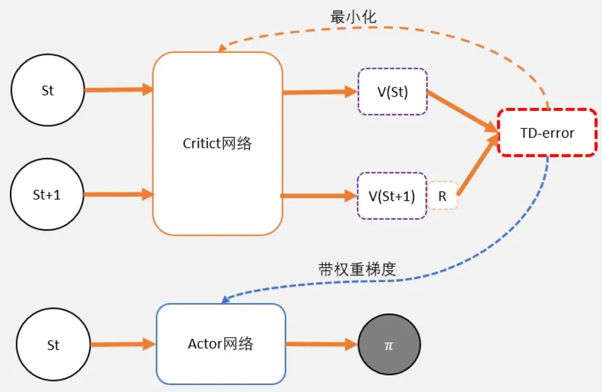 最小化
St
V(St)
TD-error
Critict网络
St+1
V(St+1)
R
带权重梯度
St
Actor网络
π